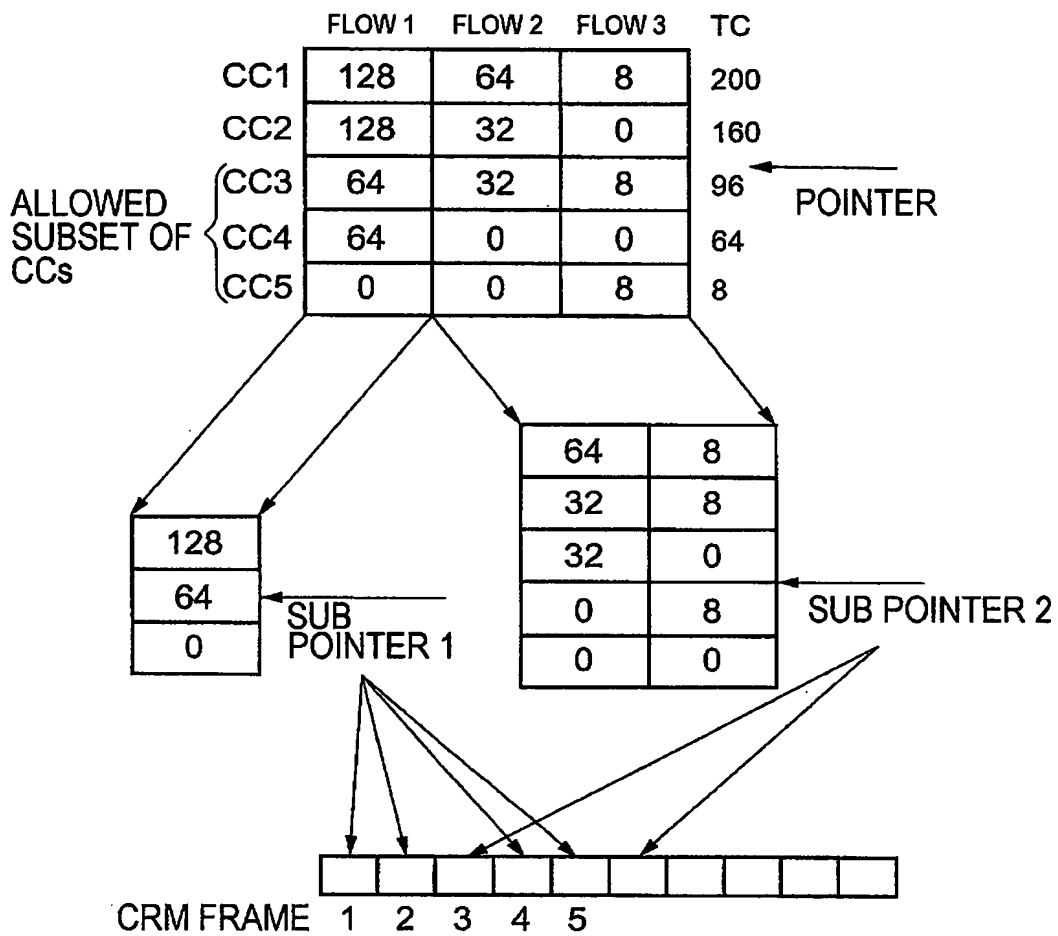 FLOW 1 FLOW 2 FLOW 3 TC
CC1 128 64 8 200
CC2 128 32 0 160
CC3 64 32 8 96
CC4 64 0 0 64
CC5 0 0 8 8
ALLOWED
SUBSET OF
CCs
POINTER
128
64
0
SUB
POINTER 1
64 8
32 8
32 0
0 8
0 0
SUB POINTER 2
CRM FRAME 1 2 3 4 5